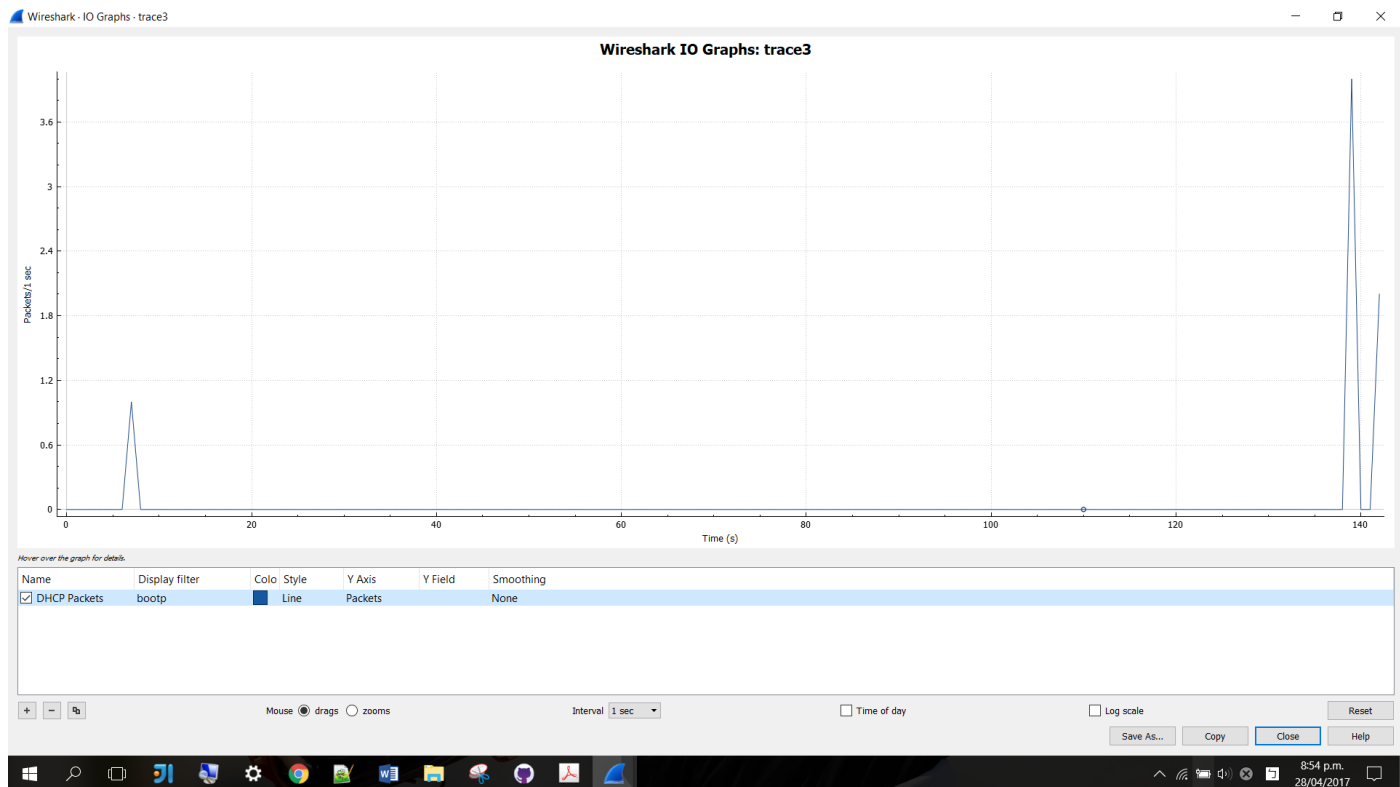 Wireshark · IO Graphs · trace3
Wireshark IO Graphs: trace3
Packets/1 sec
3.6
3
2.4
1.8
1.2
0.6
0
0 20 40 60 80 100 120 140
Time (s)
Hover over the graph for details.
Name Display filter Colo Style Y Axis Y Field Smoothing
DHCP Packets bootp Line Packets None
Mouse drags zooms Interval 1 sec Time of day Log scale Reset
Save As... Copy Close Help
8:54 p.m.
28/04/2017